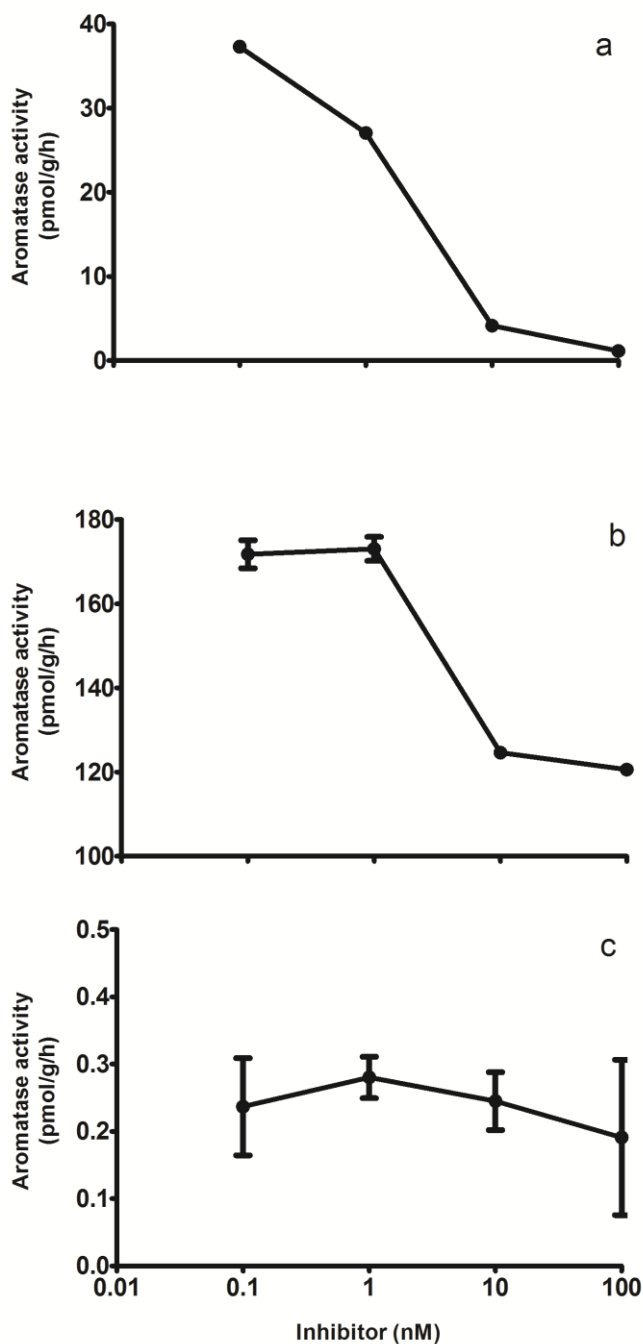 a
Aromatase activity
(pmol/g/h)
40
30
20
10
0
b
Aromatase activity
(pmol/g/h)
180
160
140
120
100
c
Aromatase activity
(pmol/g/h)
0.5
0.4
0.3
0.2
0.1
0.0
0.01 0.1 1 10 100
Inhibitor (nM)